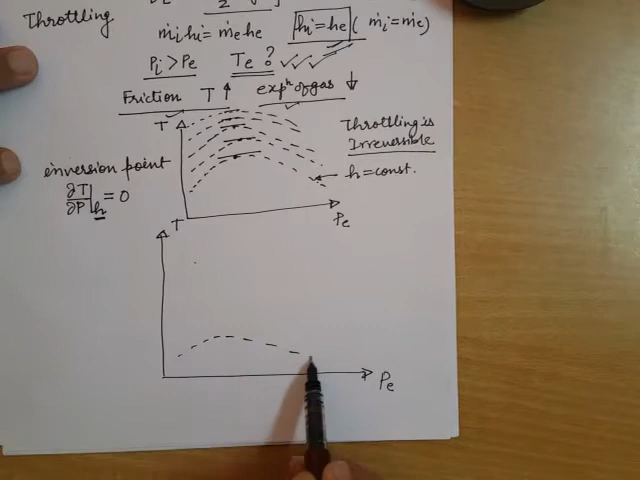 Throttling
ṁihi = ṁehe hi = he ( ṁi = ṁe)
Pi > Pe Te ? ✓✓✓
Friction T ↑ expⁿ of gas ↓
T
Throttling is
Irreversible
inversion point
h = const.
∂T/∂P|h = 0
Pe
T
Pe